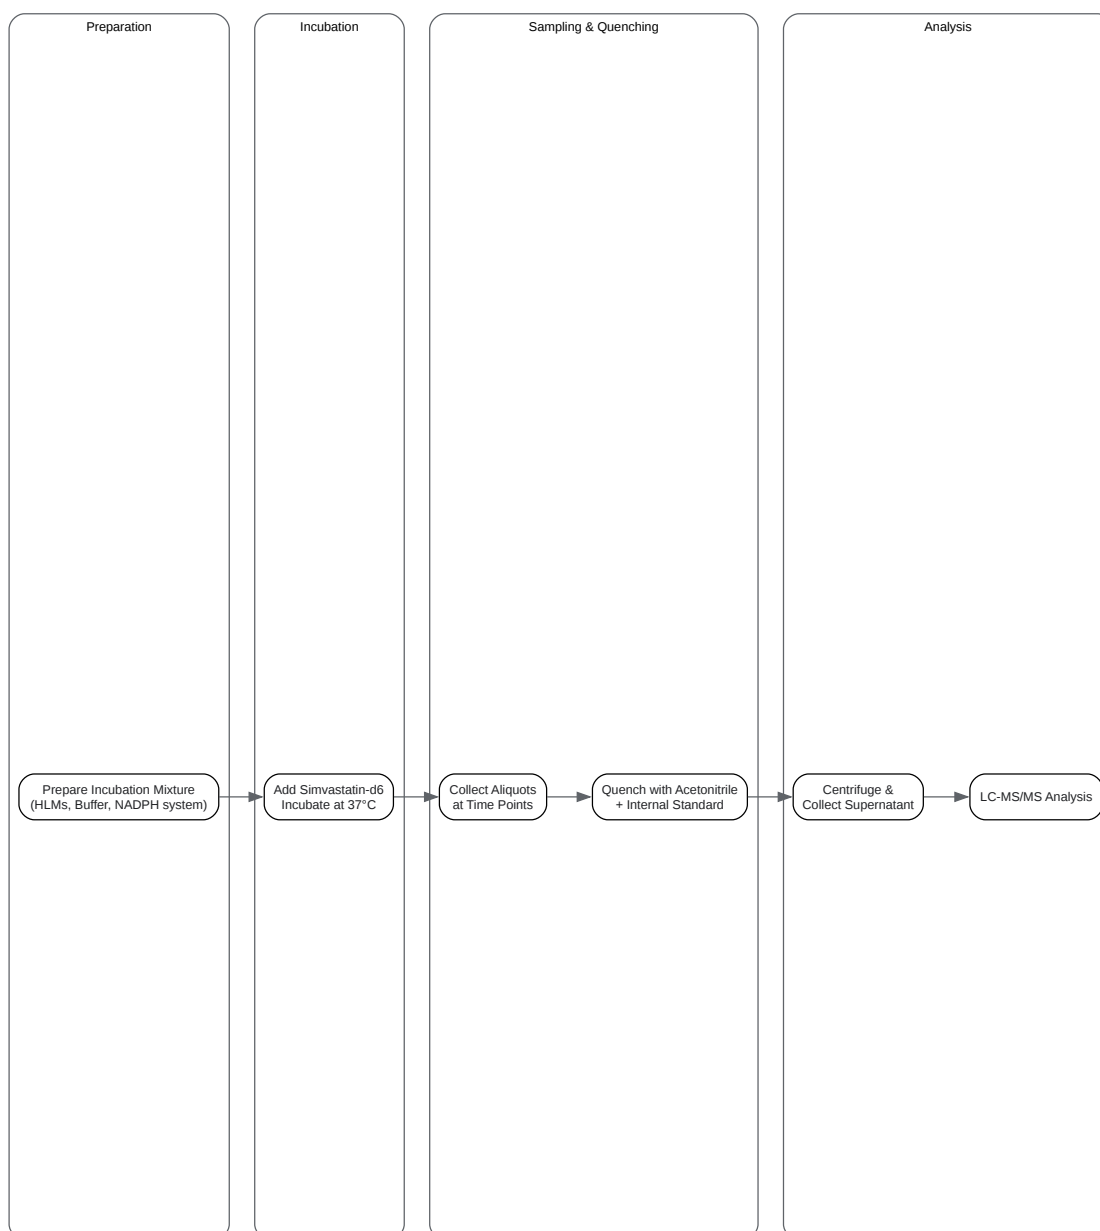 Preparation
Incubation
Sampling & Quenching
Analysis
Prepare Incubation Mixture
(HLMs, Buffer, NADPH system)
Add Simvastatin-d6
Incubate at 37°C
Collect Aliquots
at Time Points
Quench with Acetonitrile
+ Internal Standard
Centrifuge &
Collect Supernatant
LC-MS/MS Analysis